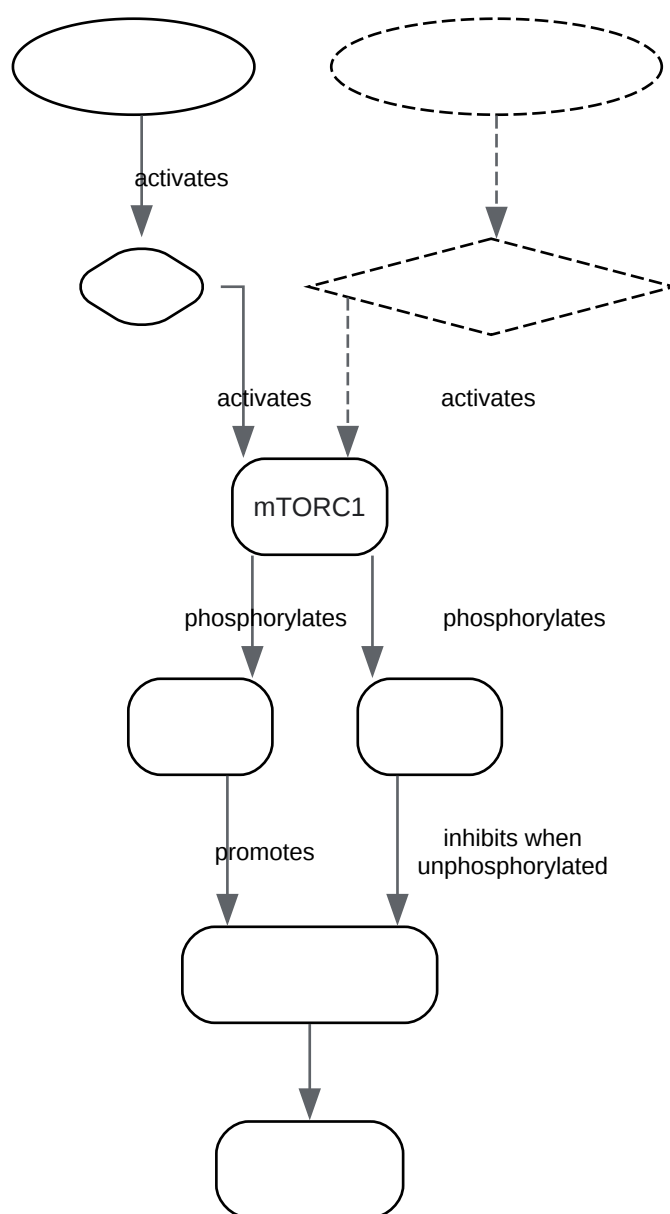 activates
activates
activates
mTORC1
phosphorylates
phosphorylates
promotes
inhibits when
unphosphorylated